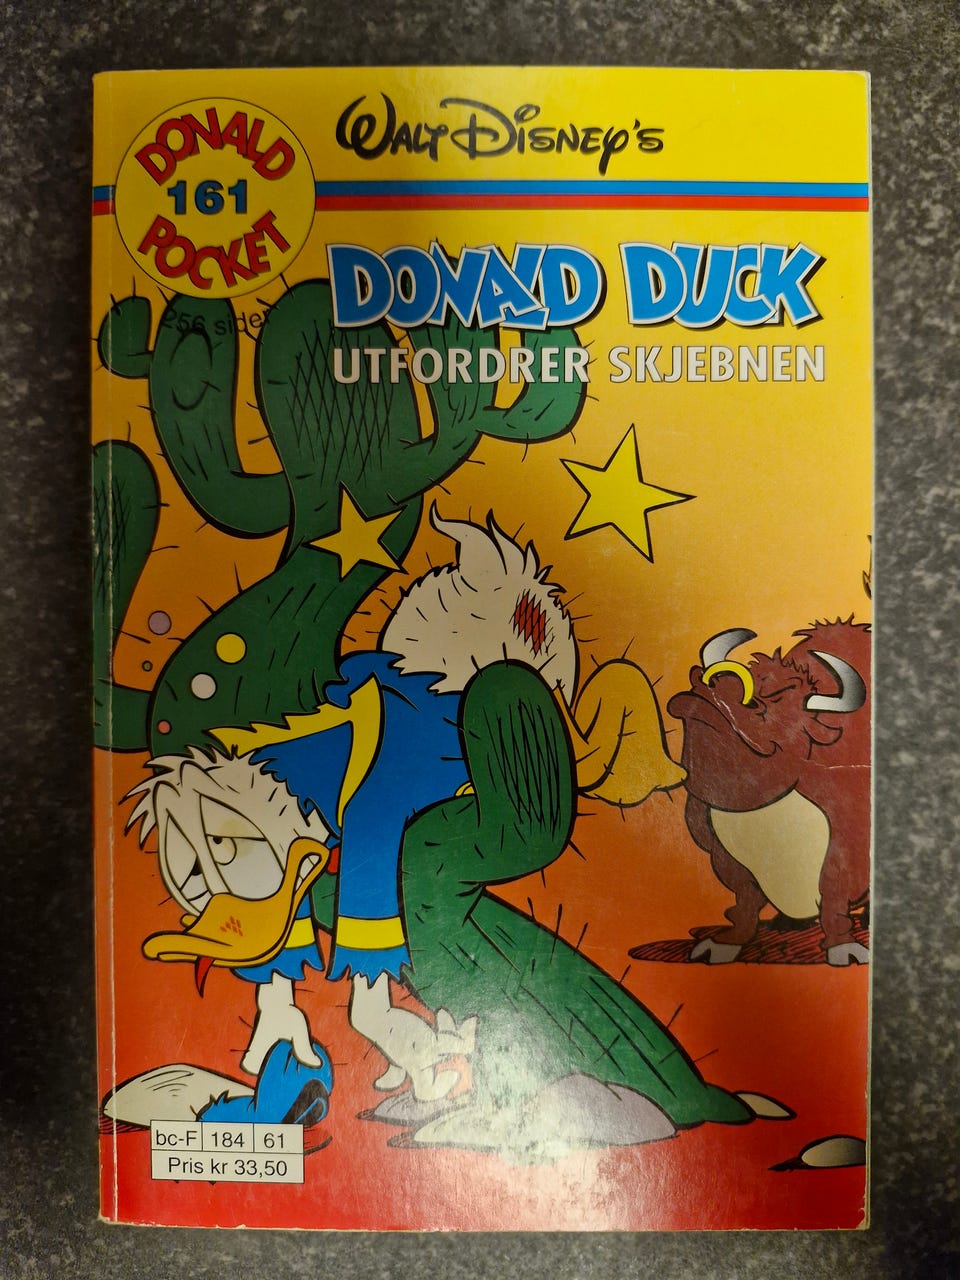 Walt Disney's
DONALD
161
POCKET
256 sider
DONALD DUCK
UTFORDRER SKJEBNEN
bc-F 184 61
Pris kr 33,50